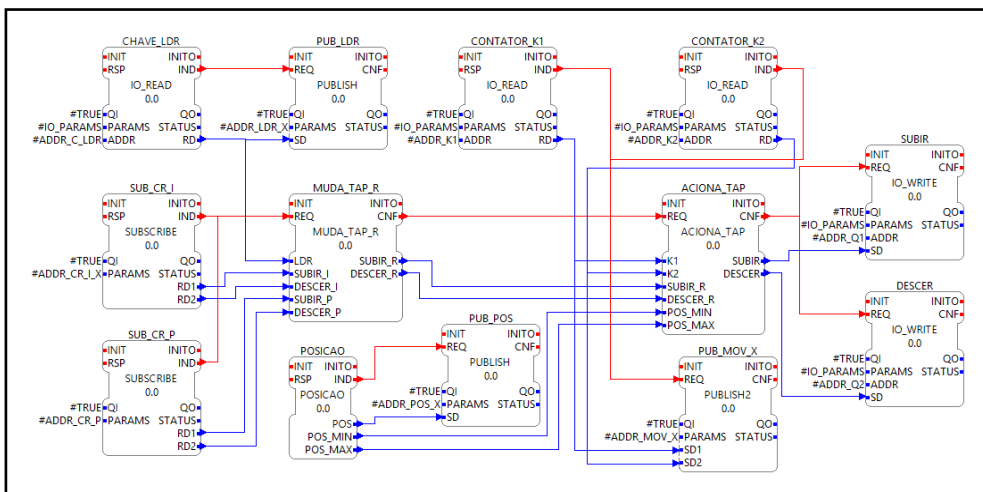 CHAVE_LDR
INIT INITO
RSP IND
IO_READ
0.0
#TRUE QI QO
#IO_PARAMS PARAMS STATUS
#ADDR_C_LDR ADDR RD
PUB_LDR
INIT INITO
REQ CNF
PUBLISH
0.0
#TRUE QI QO
#ADDR_LDR_X PARAMS STATUS
SD
CONTATOR_K1
INIT INITO
RSP IND
IO_READ
0.0
#TRUE QI QO
#IO_PARAMS PARAMS STATUS
#ADDR_K1 ADDR RD
CONTATOR_K2
INIT INITO
RSP IND
IO_READ
0.0
#TRUE QI QO
#IO_PARAMS PARAMS STATUS
#ADDR_K2 ADDR RD
SUBIR
INIT INITO
REQ CNF
IO_WRITE
0.0
#TRUE QI QO
#IO_PARAMS PARAMS STATUS
#ADDR_Q1 ADDR
SD
SUB_CR_I
INIT INITO
RSP IND
SUBSCRIBE
0.0
#TRUE QI QO
#ADDR_CR_I_X PARAMS STATUS
RD1
RD2
MUDA_TAP_R
INIT INITO
REQ CNF
MUDA_TAP_R
0.0
LDR SUBIR_R
SUBIR_I DESCER_R
DESCER_I
SUBIR_P
DESCER_P
ACIONA_TAP
INIT INITO
REQ CNF
ACIONA_TAP
0.0
K1 SUBIR
K2 DESCER
SUBIR_R
DESCER_R
POS_MIN
POS_MAX
DESCER
INIT INITO
REQ CNF
IO_WRITE
0.0
#TRUE QI QO
#IO_PARAMS PARAMS STATUS
#ADDR_Q2 ADDR
SD
SUB_CR_P
INIT INITO
RSP IND
SUBSCRIBE
0.0
#TRUE QI QO
#ADDR_CR_P PARAMS STATUS
RD1
RD2
POSICAO
INIT INITO
RSP IND
POSICAO
0.0
POS
POS_MIN
POS_MAX
PUB_POS
INIT INITO
REQ CNF
PUBLISH
0.0
#TRUE QI QO
#ADDR_POS_X PARAMS STATUS
SD
PUB_MOV_X
INIT INITO
REQ CNF
PUBLISH2
0.0
#TRUE QI QO
#ADDR_MOV_X PARAMS STATUS
SD1
SD2